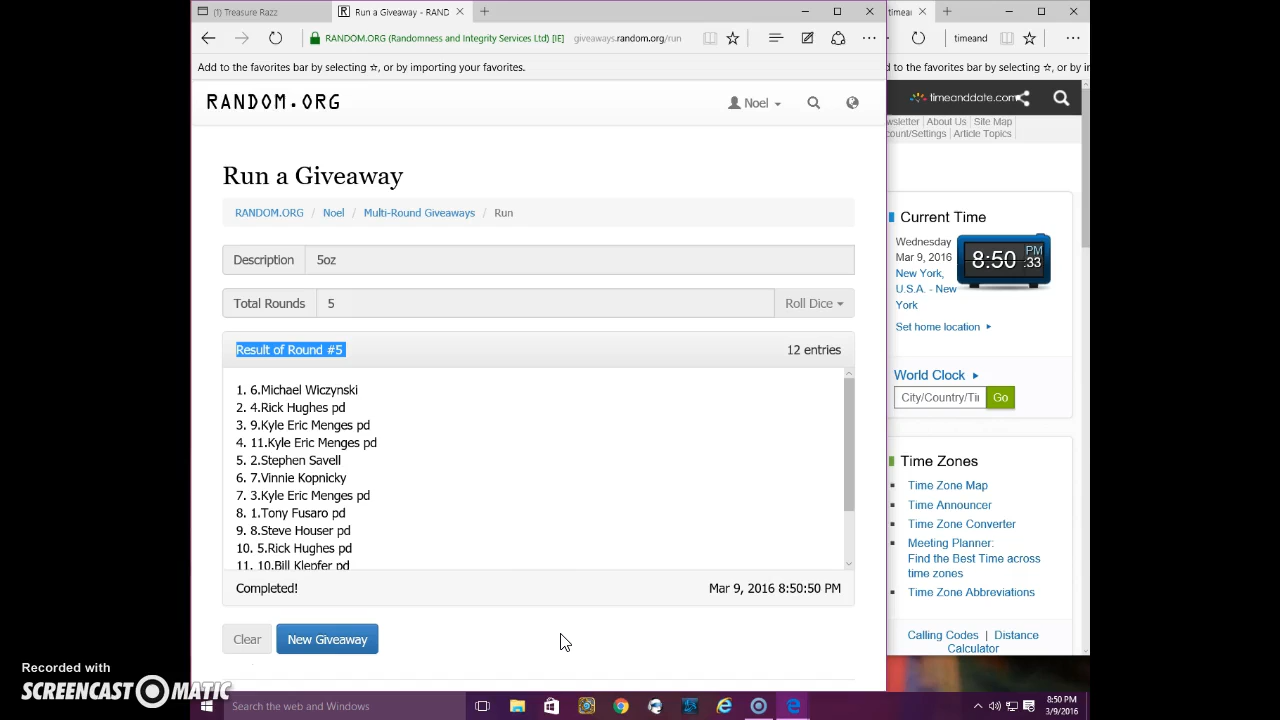 (1) Treasure Razz
Run a Giveaway - RAND
timean
RANDOM.ORG (Randomness and Integrity Services Ltd) [IE]
giveaways.random.org/run
timeand
Add to the favorites bar by selecting ☆, or by importing your favorites.
d to the favorites bar by selecting ☆, or by in
RANDOM.ORG
Noel
timeanddate.com
wsletter About Us Site Map
count/Settings Article Topics
Run a Giveaway
RANDOM.ORG / Noel / Multi-Round Giveaways / Run
Description 5oz
Total Rounds 5 Roll Dice
Result of Round #5 12 entries
1. 6.Michael Wiczynski
2. 4.Rick Hughes pd
3. 9.Kyle Eric Menges pd
4. 11.Kyle Eric Menges pd
5. 2.Stephen Savell
6. 7.Vinnie Kopnicky
7. 3.Kyle Eric Menges pd
8. 1.Tony Fusaro pd
9. 8.Steve Houser pd
10. 5.Rick Hughes pd
11. 10.Bill Klepfer pd
Completed! Mar 9, 2016 8:50:50 PM
Clear New Giveaway
Current Time
Wednesday
Mar 9, 2016
New York,
U.S.A. - New
York
8:50 :33 PM
Set home location
World Clock
City/Country/Ti Go
Time Zones
Time Zone Map
Time Announcer
Time Zone Converter
Meeting Planner:
Find the Best Time across
time zones
Time Zone Abbreviations
Calling Codes | Distance
Calculator
Recorded with
SCREENCAST-O-MATIC
Search the web and Windows
8:50 PM
3/9/2016